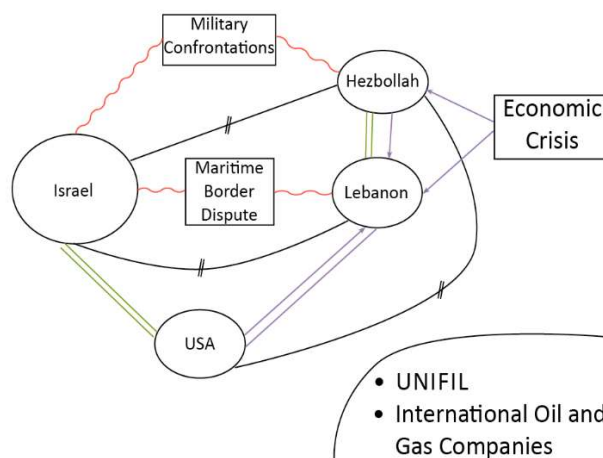 Military
Confrontations
Hezbollah
Economic
Crisis
Israel
Maritime
Border
Dispute
Lebanon
USA
• UNIFIL
• International Oil and
Gas Companies